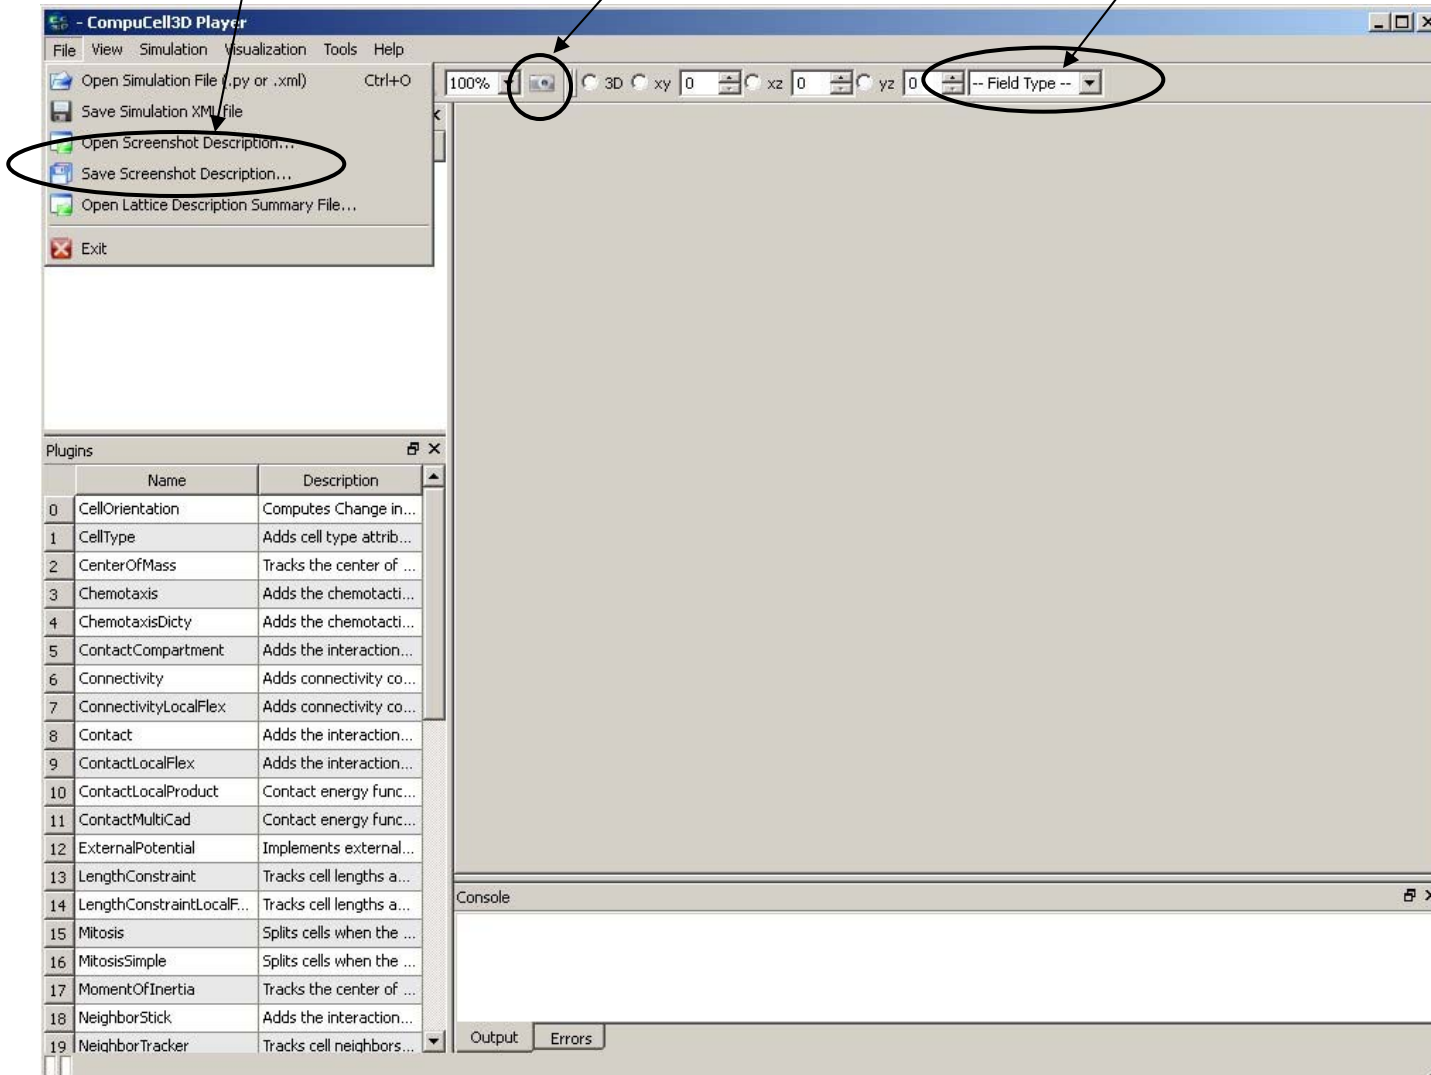 - CompuCell3D Player
File View Simulation Visualization Tools Help
Open Simulation File (.py or .xml) Ctrl+O
100% 3D xy 0 xz 0 yz 0 -- Field Type --
Save Simulation XML file
Open Screenshot Description...
Save Screenshot Description...
Open Lattice Description Summary File...
Exit
Plugins
Name Description
0 CellOrientation Computes Change in...
1 CellType Adds cell type attrib...
2 CenterOfMass Tracks the center of ...
3 Chemotaxis Adds the chemotacti...
4 ChemotaxisDicty Adds the chemotacti...
5 ContactCompartment Adds the interaction...
6 Connectivity Adds connectivity co...
7 ConnectivityLocalFlex Adds connectivity co...
8 Contact Adds the interaction...
9 ContactLocalFlex Adds the interaction...
10 ContactLocalProduct Contact energy func...
11 ContactMultiCad Contact energy func...
12 ExternalPotential Implements external...
13 LengthConstraint Tracks cell lengths a...
14 LengthConstraintLocalF... Tracks cell lengths a...
15 Mitosis Splits cells when the ...
16 MitosisSimple Splits cells when the ...
17 MomentOfInertia Tracks the center of ...
18 NeighborStick Adds the interaction...
19 NeighborTracker Tracks cell neighbors...
Console
Output Errors